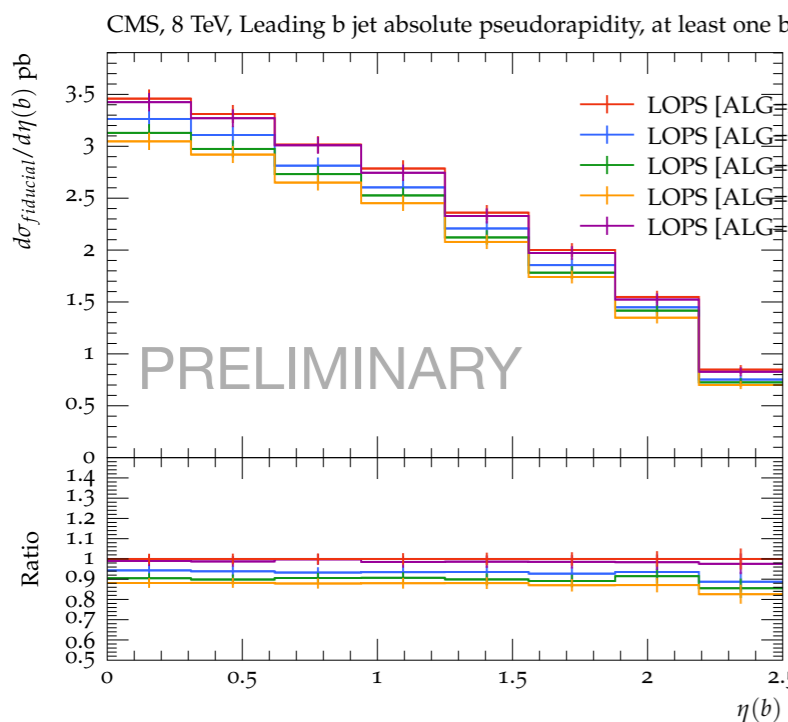 CMS, 8 TeV, Leading b jet absolute pseudorapidity, at least one b
dσfiducial/dη(b) pb
3.5
3
2.5
2
1.5
1
0.5
0
LOPS [ALG=
LOPS [ALG=
LOPS [ALG=
LOPS [ALG=
LOPS [ALG=
PRELIMINARY
Ratio
1.4
1.3
1.2
1.1
1
0.9
0.8
0.7
0.6
0.5
0 0.5 1 1.5 2 2.5
η(b)